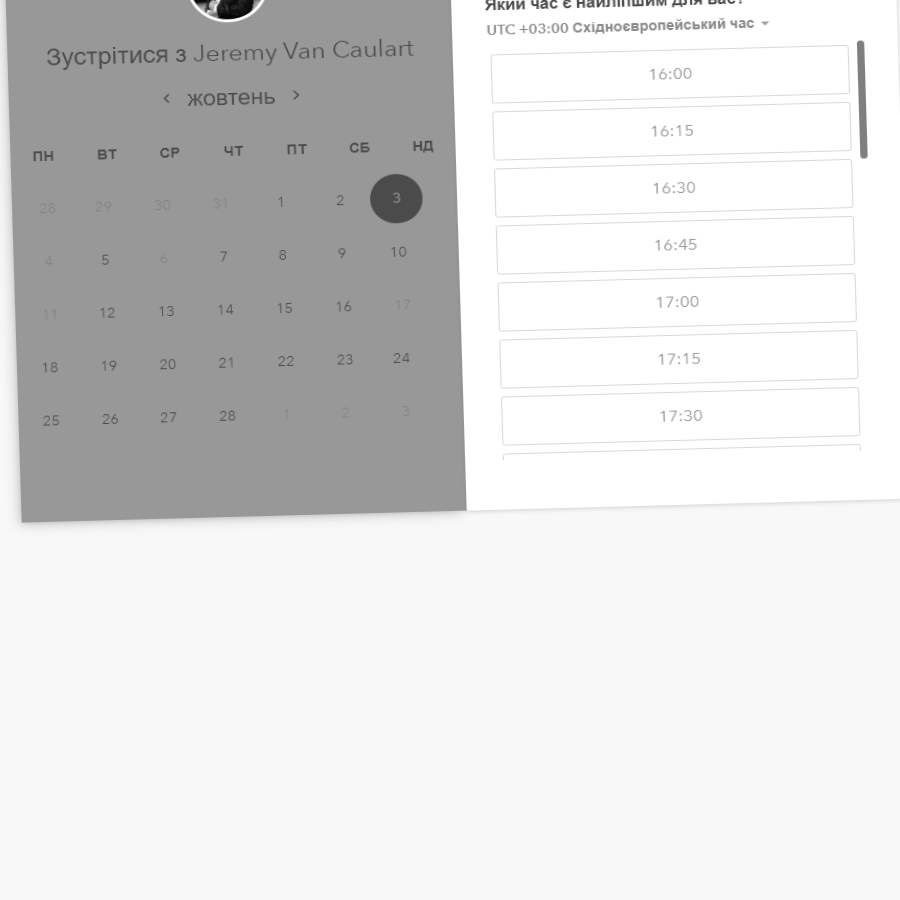 Зустрітися з Jeremy Van Caulart
‹ жовтень ›
ПН ВТ СР ЧТ ПТ СБ НД
28 29 30 31 1 2 3
4 5 6 7 8 9 10
11 12 13 14 15 16 17
18 19 20 21 22 23 24
25 26 27 28 1 2 3
Який час є найліпшим для вас?
UTC +03:00 Східноєвропейський час
16:00
16:15
16:30
16:45
17:00
17:15
17:30